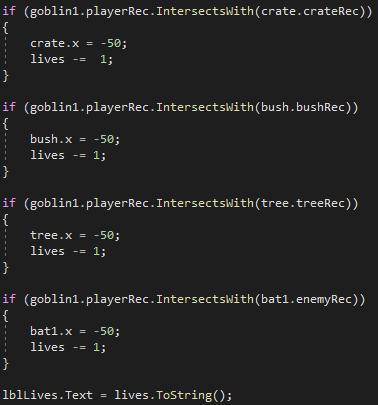 if (goblin1.playerRec.IntersectsWith(crate.crateRec))
{
crate.x = -50;
lives -=  1;
}
if (goblin1.playerRec.IntersectsWith(bush.bushRec))
{
bush.x = -50;
lives -= 1;
}
if (goblin1.playerRec.IntersectsWith(tree.treeRec))
{
tree.x = -50;
lives -= 1;
}
if (goblin1.playerRec.IntersectsWith(bat1.enemyRec))
{
bat1.x = -50;
lives -= 1;
}
lblLives.Text = lives.ToString();